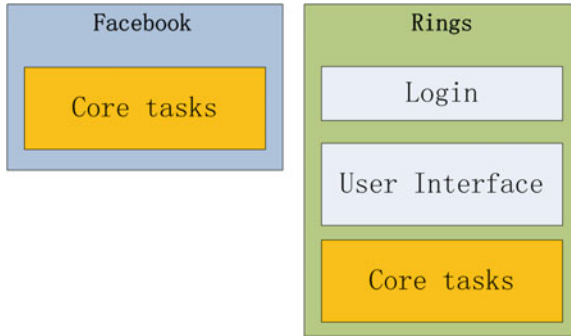 Facebook
Core tasks
Rings
Login
User Interface
Core tasks